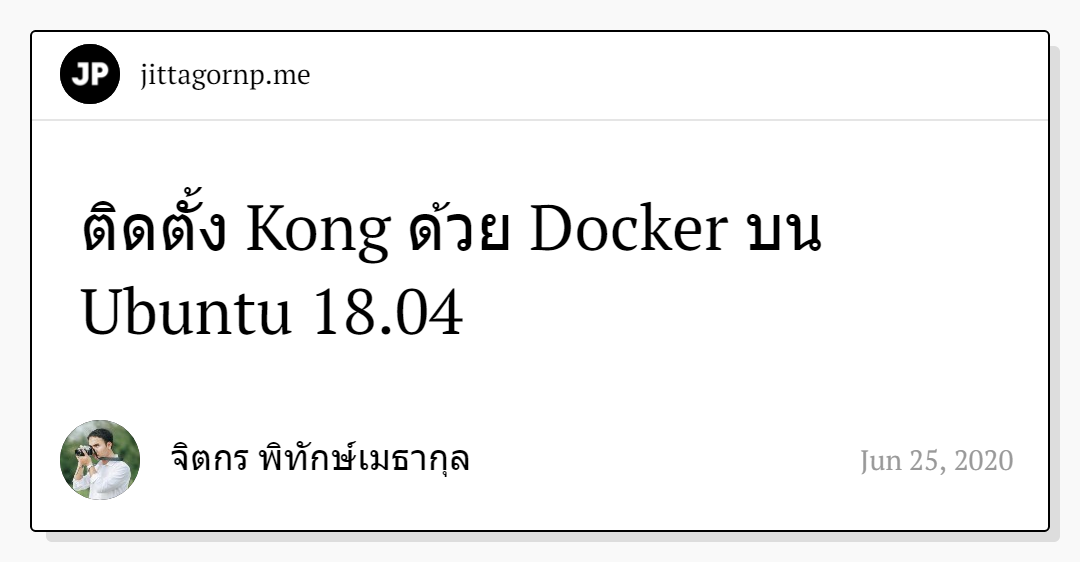 JP
jittagornp.me
ติดตั้ง Kong ด้วย Docker บน
Ubuntu 18.04
จิตกร พิทักษ์เมธากุล
Jun 25, 2020